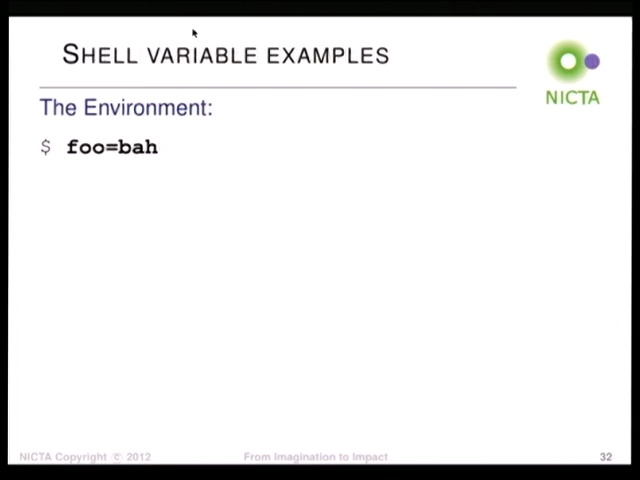 SHELL VARIABLE EXAMPLES
NICTA
The Environment:
$ foo=bah
NICTA Copyright © 2012 From Imagination to Impact 32